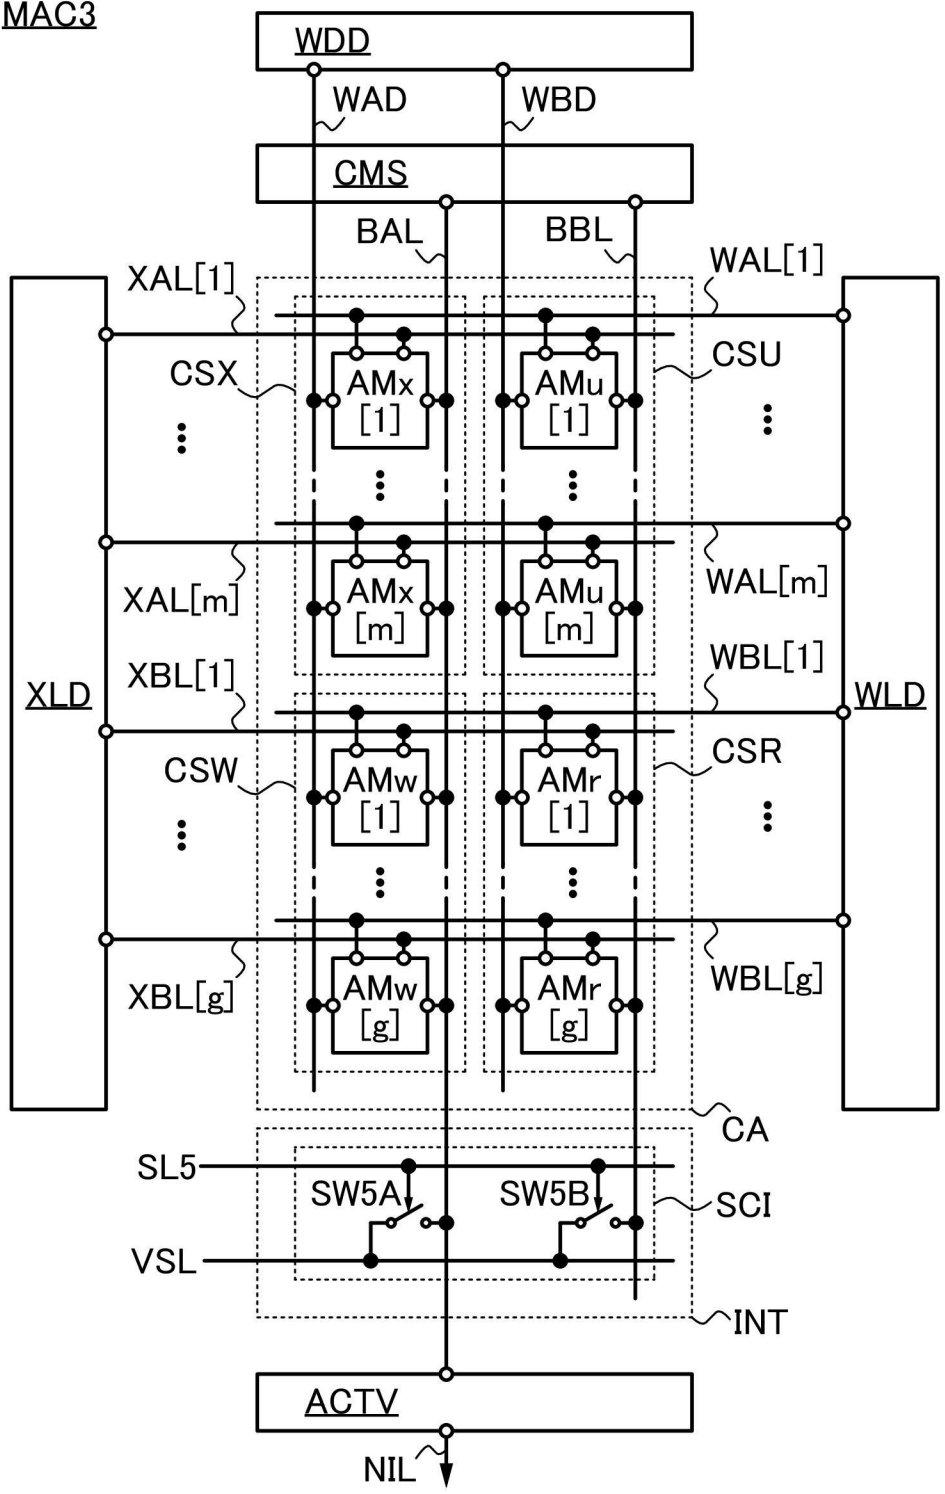 MAC3
WDD
WAD
WBD
CMS
BAL
BBL
XAL[1]
WAL[1]
CSX
AMx
[1]
AMu
[1]
CSU
XAL[m]
AMx
[m]
AMu
[m]
WAL[m]
XBL[1]
WBL[1]
XLD
WLD
CSW
AMw
[1]
AMr
[1]
CSR
XBL[g]
AMw
[g]
AMr
[g]
WBL[g]
CA
SL5
SW5A
SW5B
SCI
VSL
INT
ACTV
NIL